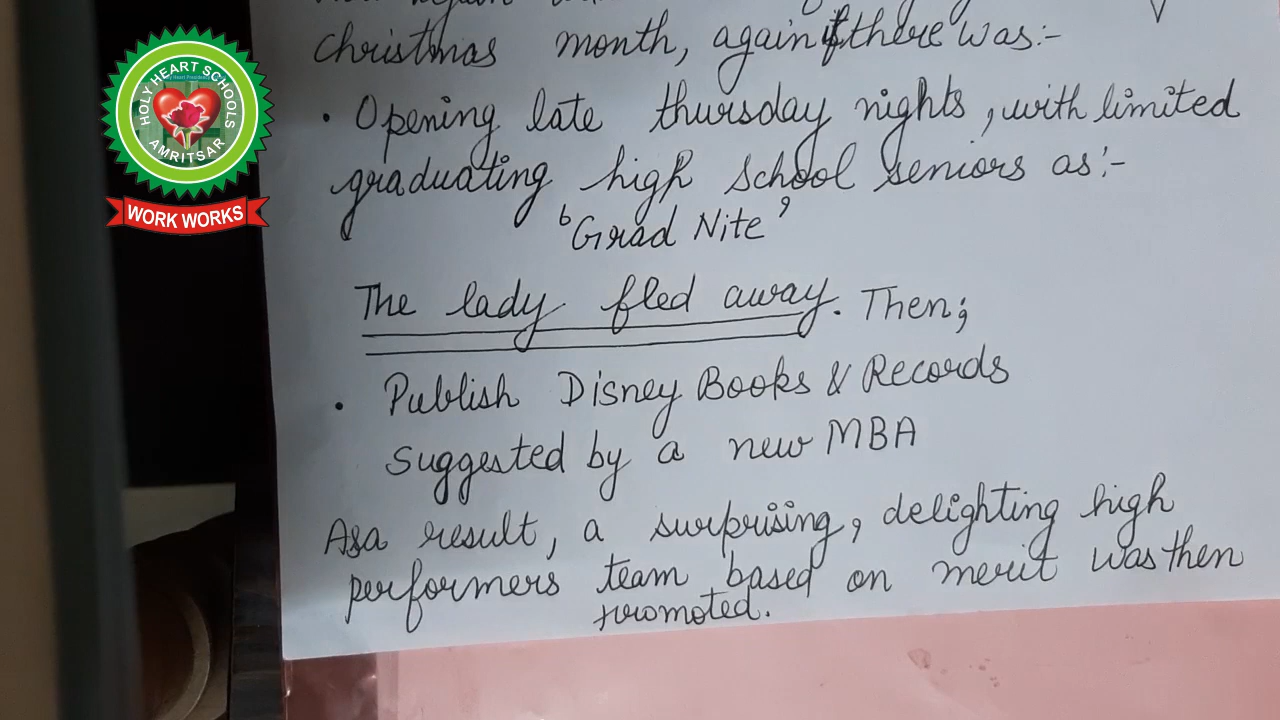 christmas month, again there was:-
HOLY HEART SCHOOLS
AMRITSAR
WORK WORKS
• Opening late thursday nights, with limited
graduating high school seniors as:-
'Grad Nite'
The lady fled away. Then;
• Publish Disney Books & Records
suggested by a new MBA
As a result, a surprising, delighting high
performers team based on merit was then
promoted.